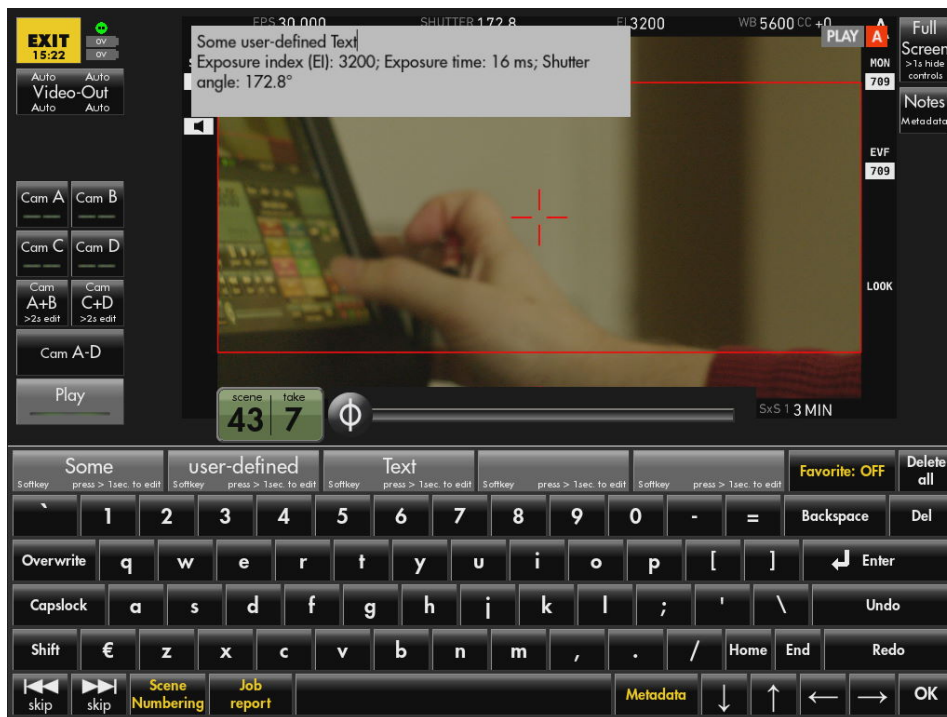 EXIT
15:22
OV
OV
FPS 30.000 SHUTTER 172.8 EI 3200 WB 5600 CC +0 A
PLAY A
Full
Screen
>1s hide
controls
Some user-defined Text
Exposure index (EI): 3200; Exposure time: 16 ms; Shutter
angle: 172.8°
MON
709
Auto Auto
Video-Out
Auto Auto
Notes
Metadata
EVF
709
Cam A Cam B
Cam C Cam D
Cam Cam
A+B C+D
>2s edit >2s edit
LOOK
Cam A-D
Play
scene take
43 7
SxS 1 3 MIN
Some user-defined Text Favorite: OFF Delete
all
Softkey press > 1sec. to edit Softkey press > 1sec. to edit Softkey press > 1sec. to edit Softkey press > 1sec. to edit Softkey press > 1sec. to edit
` 1 2 3 4 5 6 7 8 9 0 - = Backspace Del
Overwrite q w e r t y u i o p [ ] Enter
Capslock a s d f g h j k l ; ' \ Undo
Shift € z x c v b n m , . / Home End Redo
skip skip Scene
Numbering Job
report Metadata ↓ ↑ ← → OK